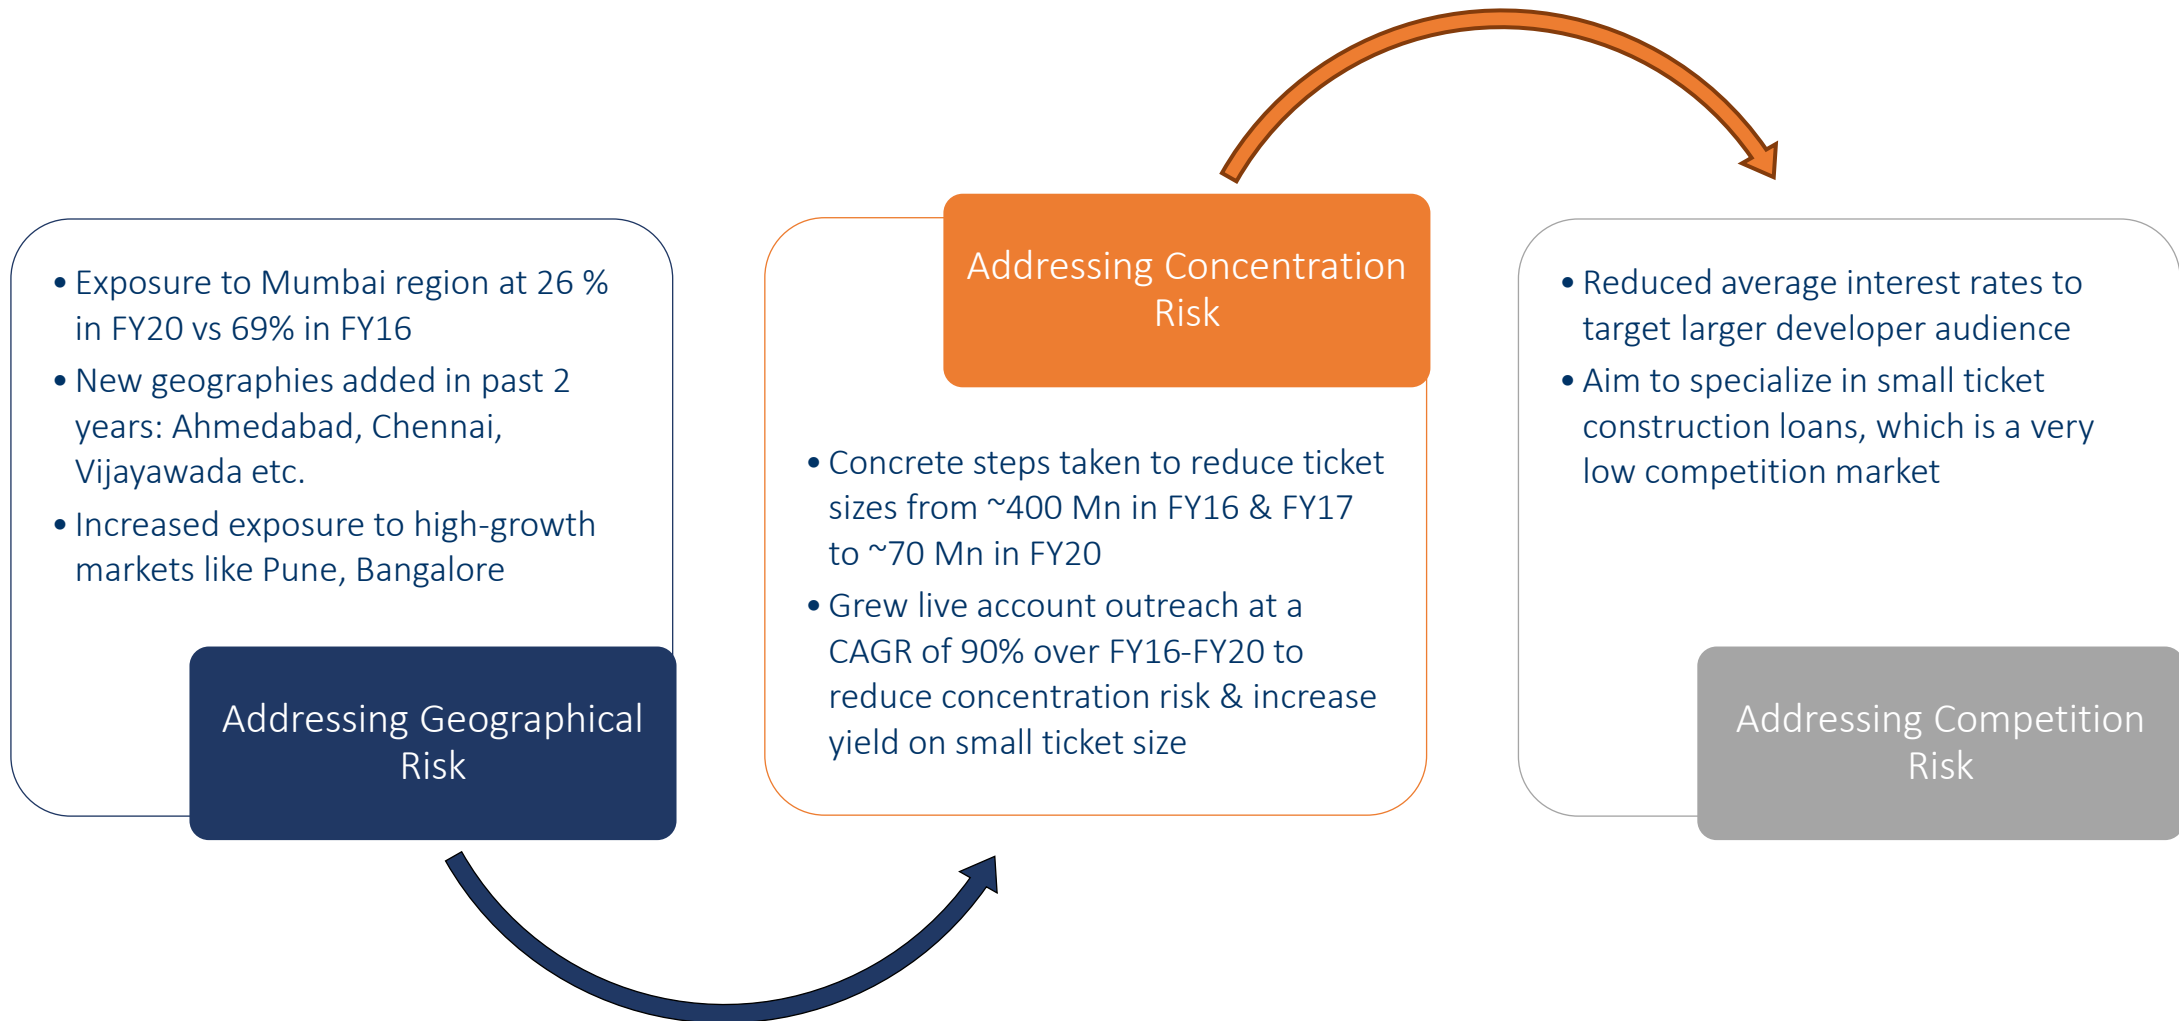 • Exposure to Mumbai region at 26 %
in FY20 vs 69% in FY16
• New geographies added in past 2
years: Ahmedabad, Chennai,
Vijayawada etc.
• Increased exposure to high-growth
markets like Pune, Bangalore
Addressing Geographical
Risk
Addressing Concentration
Risk
• Concrete steps taken to reduce ticket
sizes from ~400 Mn in FY16 & FY17
to ~70 Mn in FY20
• Grew live account outreach at a
CAGR of 90% over FY16-FY20 to
reduce concentration risk & increase
yield on small ticket size
• Reduced average interest rates to
target larger developer audience
• Aim to specialize in small ticket
construction loans, which is a very
low competition market
Addressing Competition
Risk